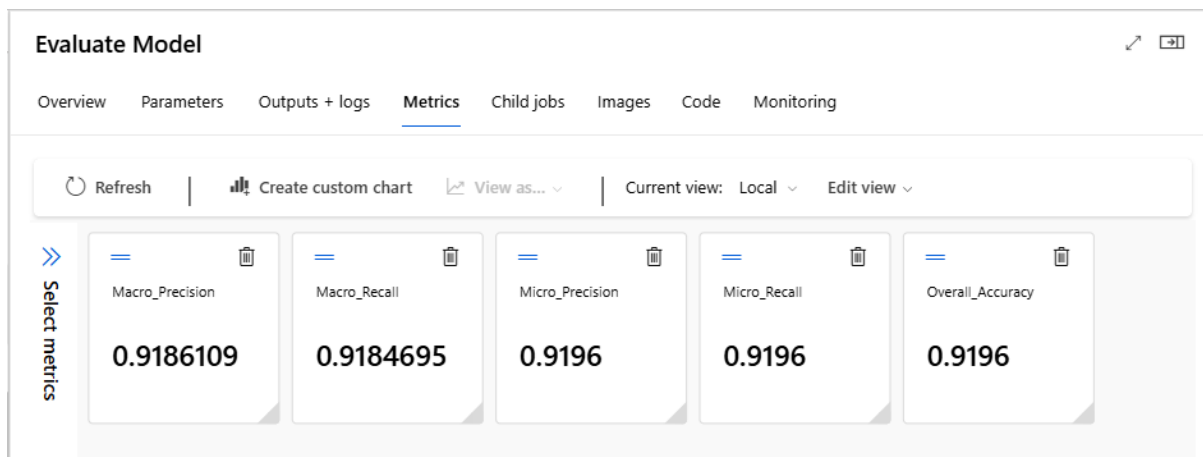 Evaluate Model
Overview Parameters Outputs + logs Metrics Child jobs Images Code Monitoring
Refresh Create custom chart View as... Current view: Local Edit view
Select metrics
Macro_Precision Macro_Recall Micro_Precision Micro_Recall Overall_Accuracy
0.9186109 0.9184695 0.9196 0.9196 0.9196